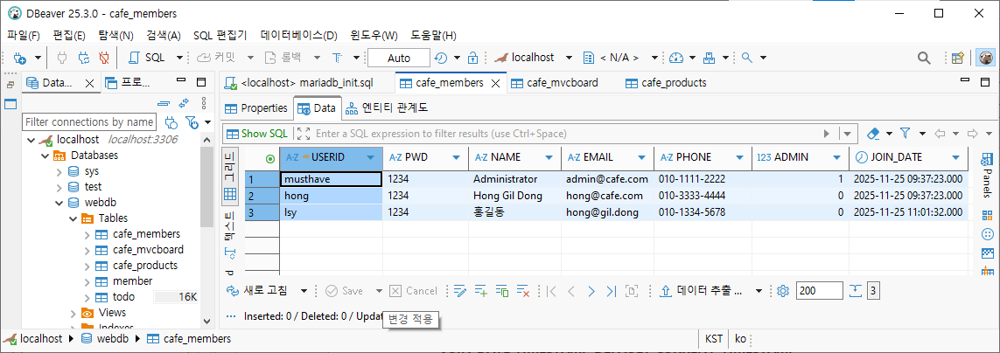 DBeaver 25.3.0 - cafe_members
파일(F) 편집(E) 탐색(N) 검색(A) SQL 편집기 데이터베이스(D) 윈도우(W) 도움말(H)
SQL 커밋 롤백 Auto localhost < N/A >
Data... 프로... <localhost> mariadb_init.sql cafe_members cafe_mvcboard cafe_products
Properties Data 엔티티 관계도
Filter connections by name
Show SQL Enter a SQL expression to filter results (use Ctrl+Space)
localhost localhost:3306
Databases
sys
test
webdb
Tables
cafe_members
cafe_mvcboard
cafe_products
member
todo 16K
Views
Indexes
그리드
텍스트
A-Z USERID A-Z PWD A-Z NAME A-Z EMAIL A-Z PHONE 123 ADMIN JOIN_DATE
1 musthave 1234 Administrator admin@cafe.com 010-1111-2222 1 2025-11-25 09:37:23.000
2 hong 1234 Hong Gil Dong hong@cafe.com 010-3333-4444 0 2025-11-25 09:37:23.000
3 lsy 1234 홍길동 hong@gil.dong 010-1334-5678 0 2025-11-25 11:01:32.000
새로 고침 Save Cancel 데이터 추출 ... 200 3
Inserted: 0 / Deleted: 0 / Updat
변경 적용
localhost webdb cafe_members KST ko